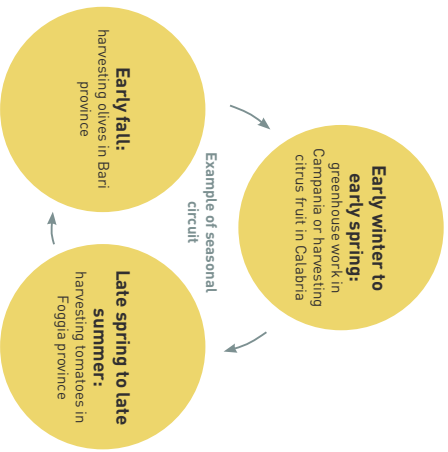 Early winter to
early spring:
greenhouse work in
Campania or harvesting
citrus fruit in Calabria
Example of seasonal
circuit
Early fall:
harvesting olives in Bari
province
Late spring to late
summer:
harvesting tomatoes in
Foggia province